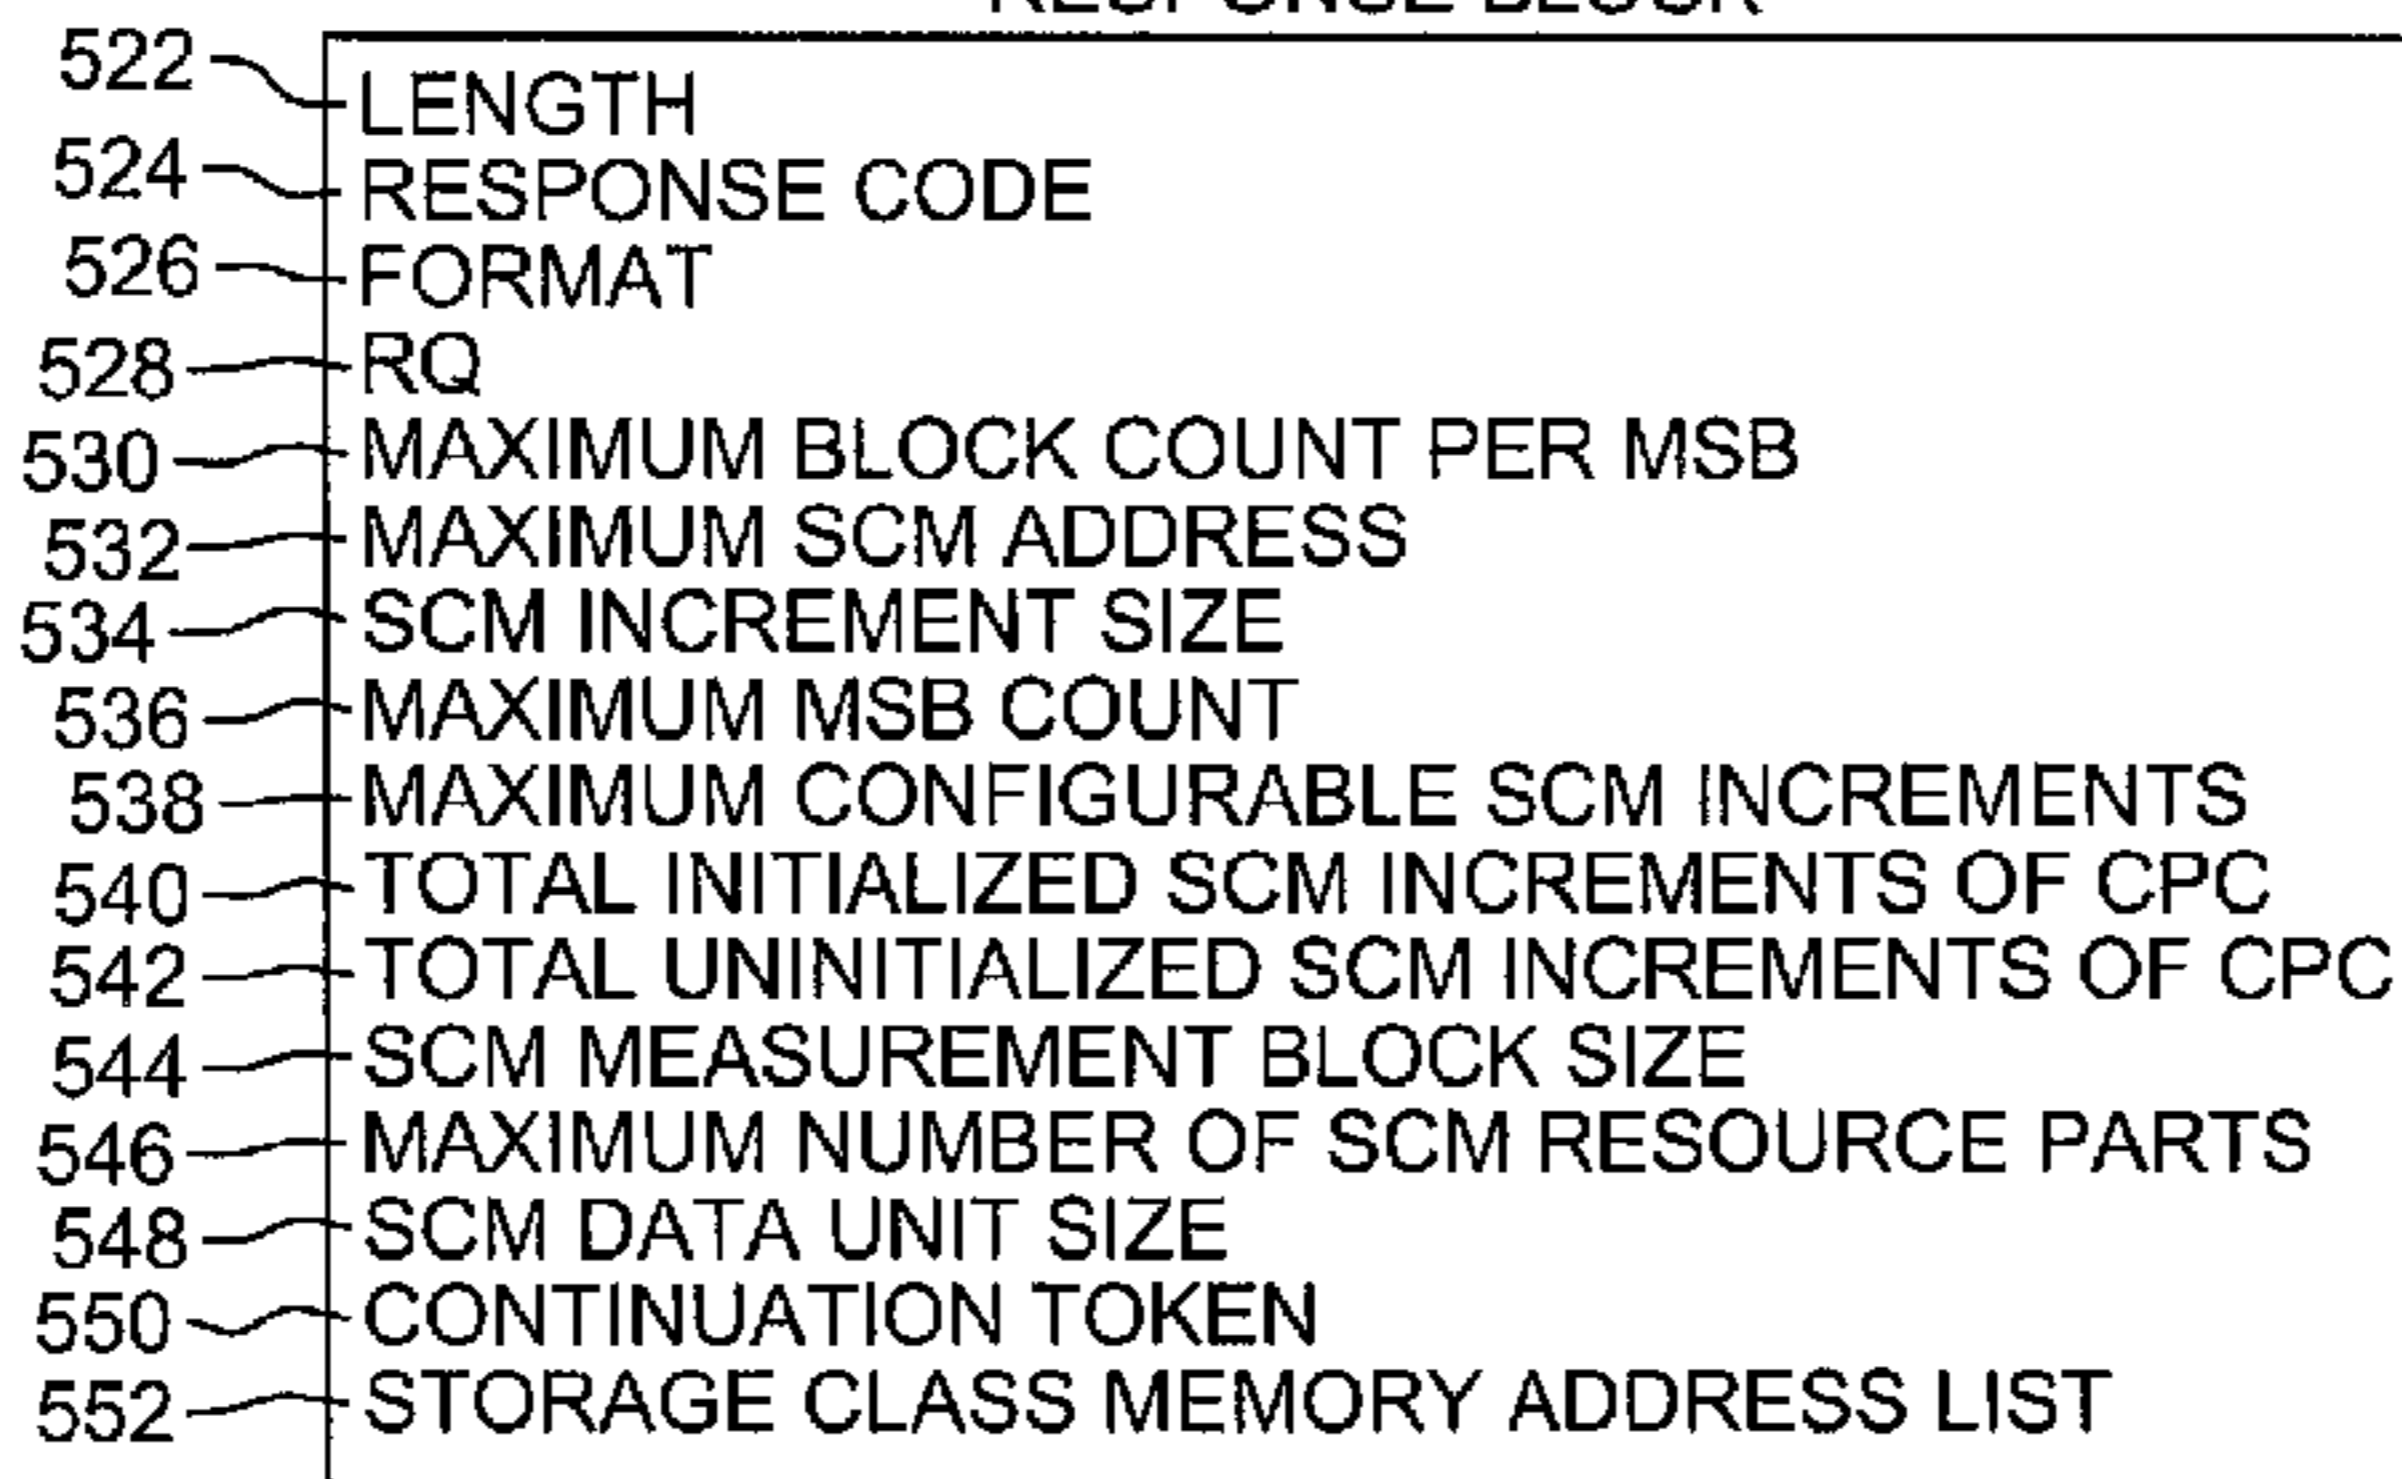 RESPONSE BLOCK
522 LENGTH
524 RESPONSE CODE
526 FORMAT
528 RQ
530 MAXIMUM BLOCK COUNT PER MSB
532 MAXIMUM SCM ADDRESS
534 SCM INCREMENT SIZE
536 MAXIMUM MSB COUNT
538 MAXIMUM CONFIGURABLE SCM INCREMENTS
540 TOTAL INITIALIZED SCM INCREMENTS OF CPC
542 TOTAL UNINITIALIZED SCM INCREMENTS OF CPC
544 SCM MEASUREMENT BLOCK SIZE
546 MAXIMUM NUMBER OF SCM RESOURCE PARTS
548 SCM DATA UNIT SIZE
550 CONTINUATION TOKEN
552 STORAGE CLASS MEMORY ADDRESS LIST